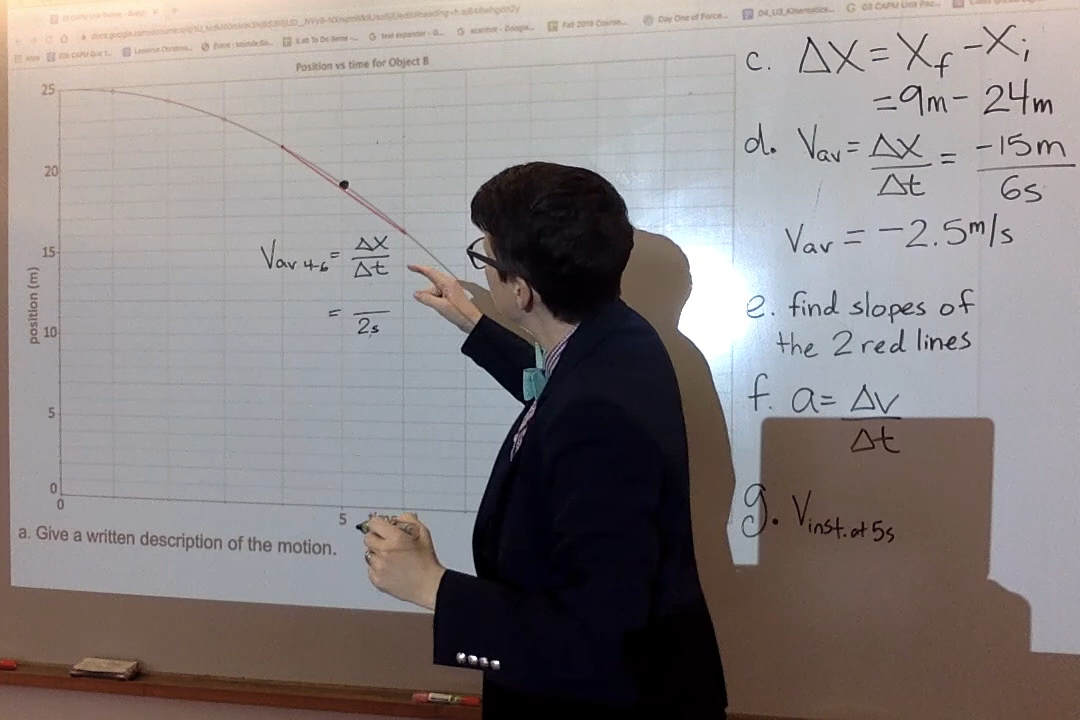 Position vs time for Object B
25
20
15
10
5
0
0
5
position (m)
time
Vav 4-6 = ΔX
Δt
=
2s
a. Give a written description of the motion.
c. ΔX = Xf - Xi
= 9m - 24m
d. Vav = ΔX = -15m
Δt 6s
Vav = -2.5m/s
e. find slopes of
the 2 red lines
f. a = Δv
Δt
g. Vinst. at 5s